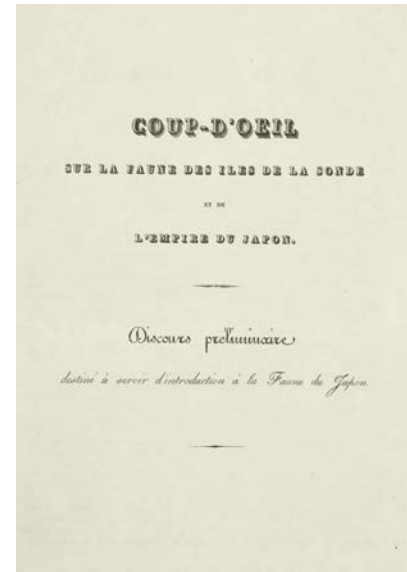 COUP-D'OEIL
SUR LA FAUNE DES ILES DE LA SONDE
ET DE
L'EMPIRE DU JAPON.
Discours préliminaire
destiné à servir d'introduction à la Faune du Japon.